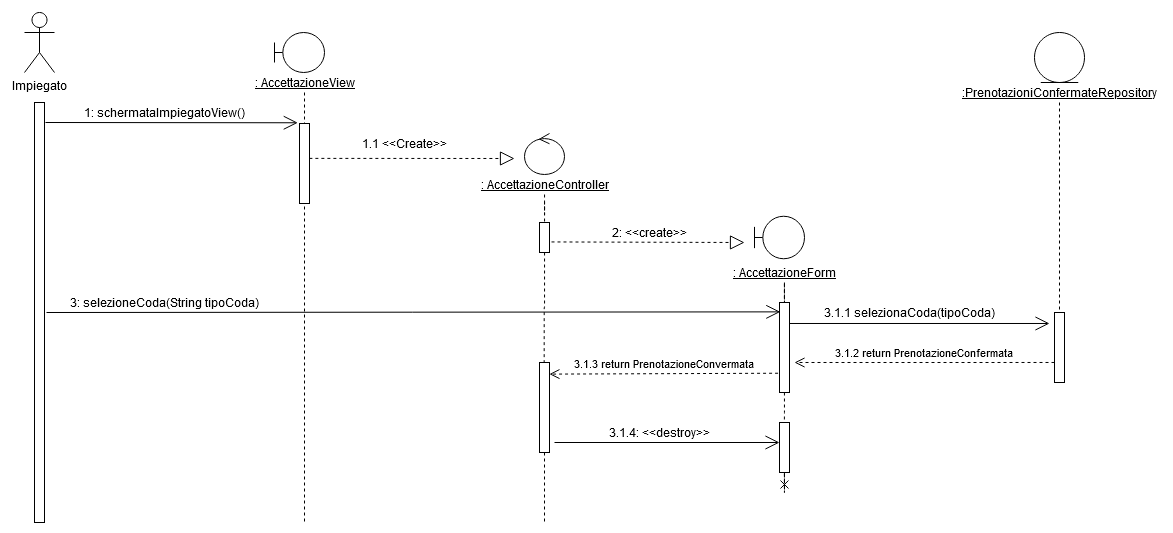 Impiegato
: AccettazioneView
:PrenotazioniConfermateRepository
1: schermataImpiegatoView()
1.1 <<Create>>
: AccettazioneController
2: <<create>>
: AccettazioneForm
3: selezioneCoda(String tipoCoda)
3.1.1 selezionaCoda(tipoCoda)
3.1.2 return PrenotazioneConfermata
3.1.3 return PrenotazioneConvermata
3.1.4: <<destroy>>